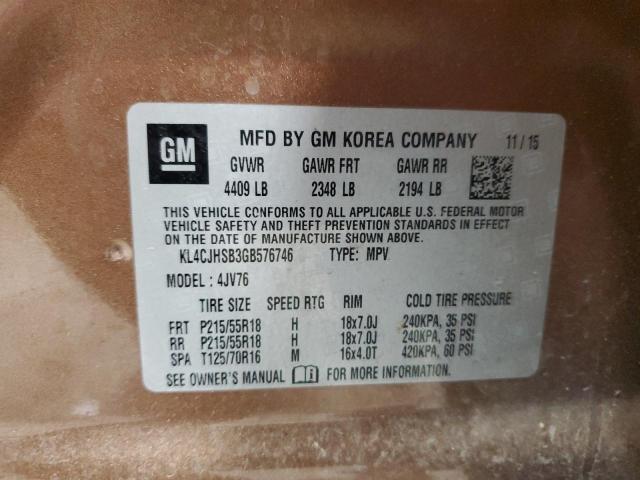 GM
MFD BY GM KOREA COMPANY 11 / 15
GVWR GAWR FRT GAWR RR
4409 LB 2348 LB 2194 LB
THIS VEHICLE CONFORMS TO ALL APPLICABLE U.S. FEDERAL MOTOR
VEHICLE SAFETY AND THEFT PREVENTION STANDARDS IN EFFECT
ON THE DATE OF MANUFACTURE SHOWN ABOVE.
KL4CJHSB3GB576746 TYPE: MPV
MODEL : 4JV76
TIRE SIZE SPEED RTG RIM COLD TIRE PRESSURE
FRT P215/55R18 H 18x7.0J 240KPA, 35 PSI
RR P215/55R18 H 18x7.0J 240KPA, 35 PSI
SPA T125/70R16 M 16x4.0T 420KPA, 60 PSI
SEE OWNER'S MANUAL FOR MORE INFORMATION.